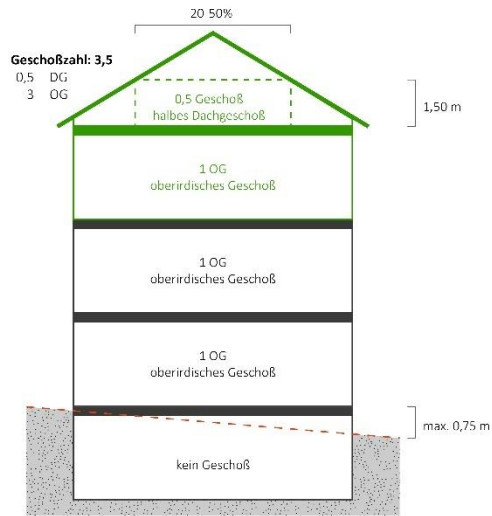 20 50%
Geschoßzahl: 3,5
0,5 DG
3 OG
0,5 Geschoß
halbes Dachgeschoß
1,50 m
1 OG
oberirdisches Geschoß
1 OG
oberirdisches Geschoß
1 OG
oberirdisches Geschoß
max. 0,75 m
kein Geschoß